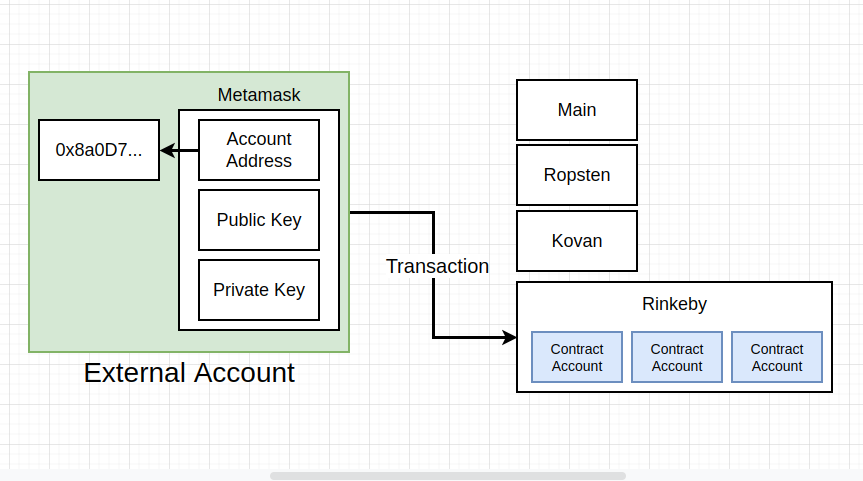 Metamask
0x8a0D7...
Account
Address
Public Key
Private Key
External Account
Transaction
Main
Ropsten
Kovan
Rinkeby
Contract
Account
Contract
Account
Contract
Account